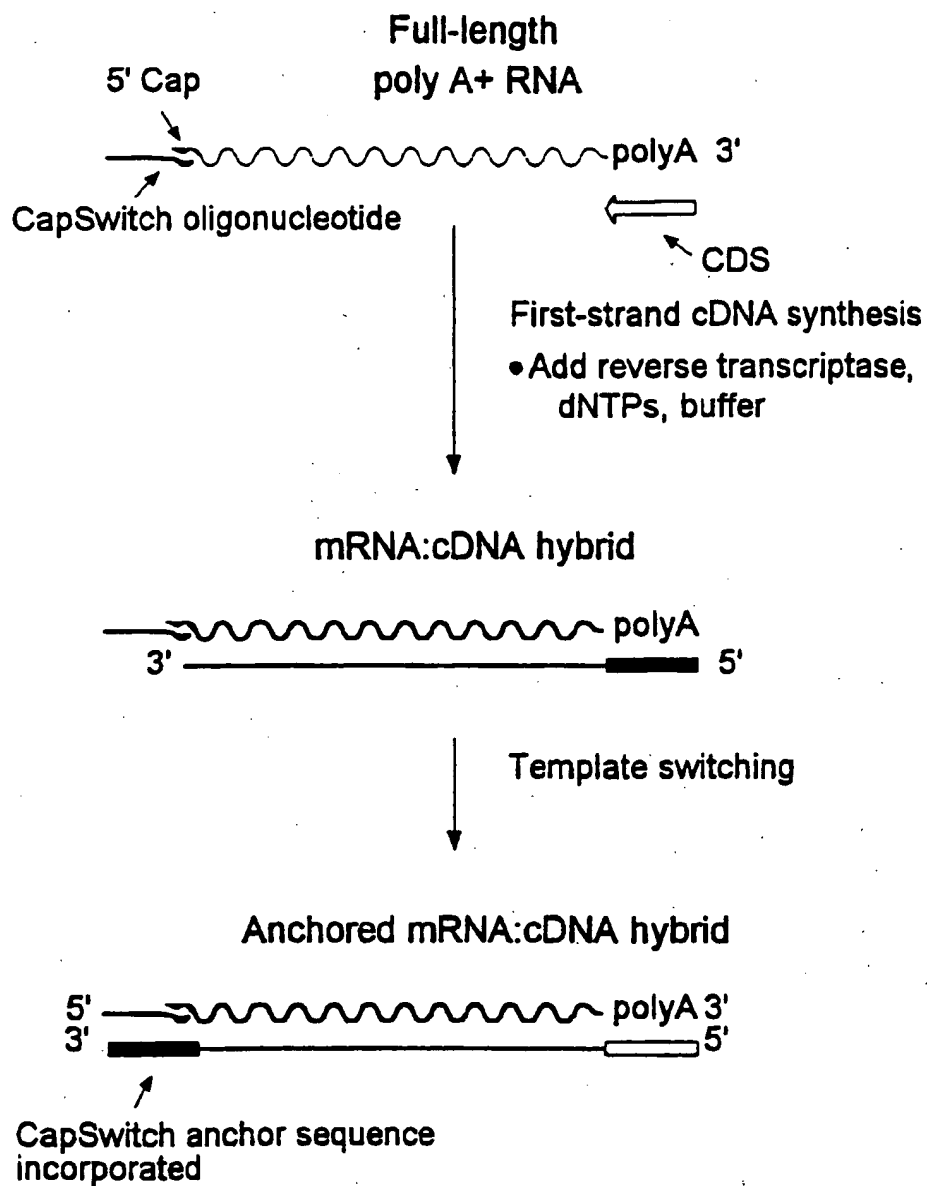 Full-length
poly A+ RNA
5' Cap
polyA 3'
CapSwitch oligonucleotide
CDS
First-strand cDNA synthesis
•Add reverse transcriptase,
dNTPs, buffer
mRNA:cDNA hybrid
polyA
3'
5'
Template switching
Anchored mRNA:cDNA hybrid
5'
polyA 3'
3'
5'
CapSwitch anchor sequence
incorporated